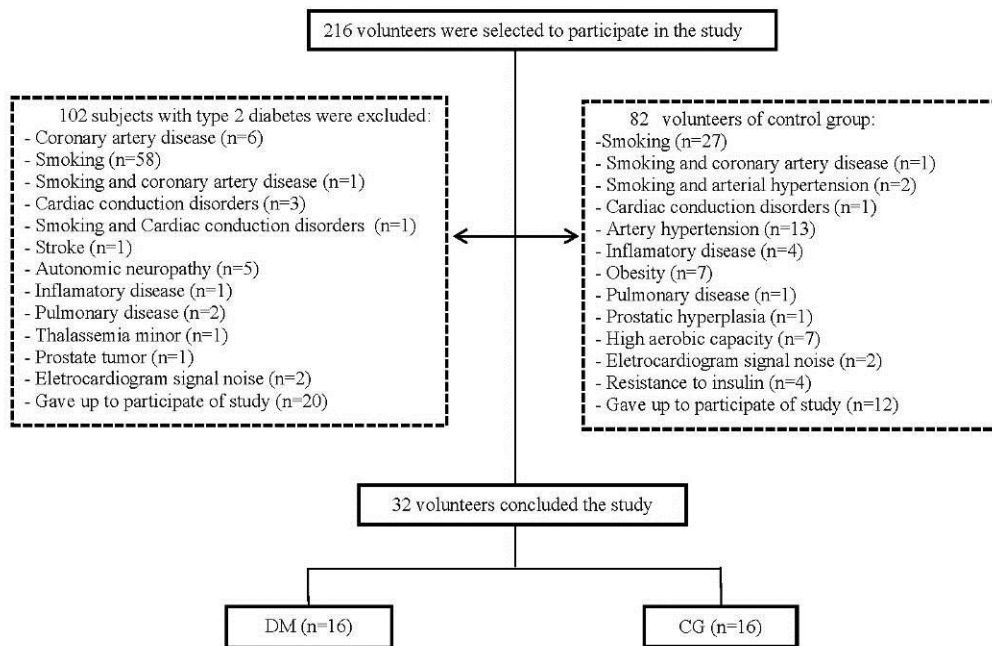 216 volunteers were selected to participate in the study
102 subjects with type 2 diabetes were excluded:
- Coronary artery disease (n=6)
- Smoking (n=58)
- Smoking and coronary artery disease (n=1)
- Cardiac conduction disorders (n=3)
- Smoking and Cardiac conduction disorders (n=1)
- Stroke (n=1)
- Autonomic neuropathy (n=5)
- Inflamatory disease (n=1)
- Pulmonary disease (n=2)
- Thalassemia minor (n=1)
- Prostate tumor (n=1)
- Eletrocardiogram signal noise (n=2)
- Gave up to participate of study (n=20)
82 volunteers of control group:
-Smoking (n=27)
- Smoking and coronary artery disease (n=1)
- Smoking and arterial hypertension (n=2)
- Cardiac conduction disorders (n=1)
- Artery hypertension (n=13)
- Inflamatory disease (n=4)
- Obesity (n=7)
- Pulmonary disease (n=1)
- Prostatic hyperplasia (n=1)
- High aerobic capacity (n=7)
- Eletrocardiogram signal noise (n=2)
- Resistance to insulin (n=4)
- Gave up to participate of study (n=12)
32 volunteers concluded the study
DM (n=16)
CG (n=16)